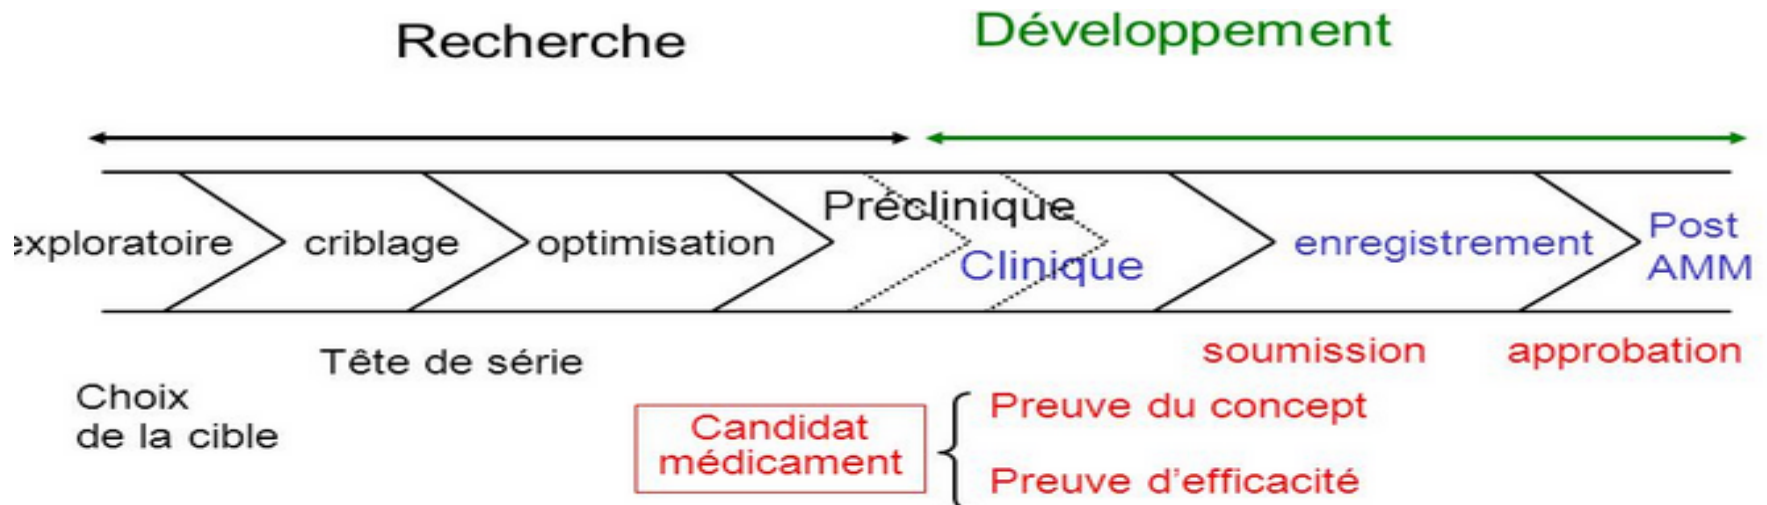 Recherche
Développement
exploratoire
criblage
optimisation
Préclinique
Clinique
enregistrement
Post
AMM
Tête de série
soumission
approbation
Choix
de la cible
Candidat
médicament
Preuve du concept
Preuve d'efficacité